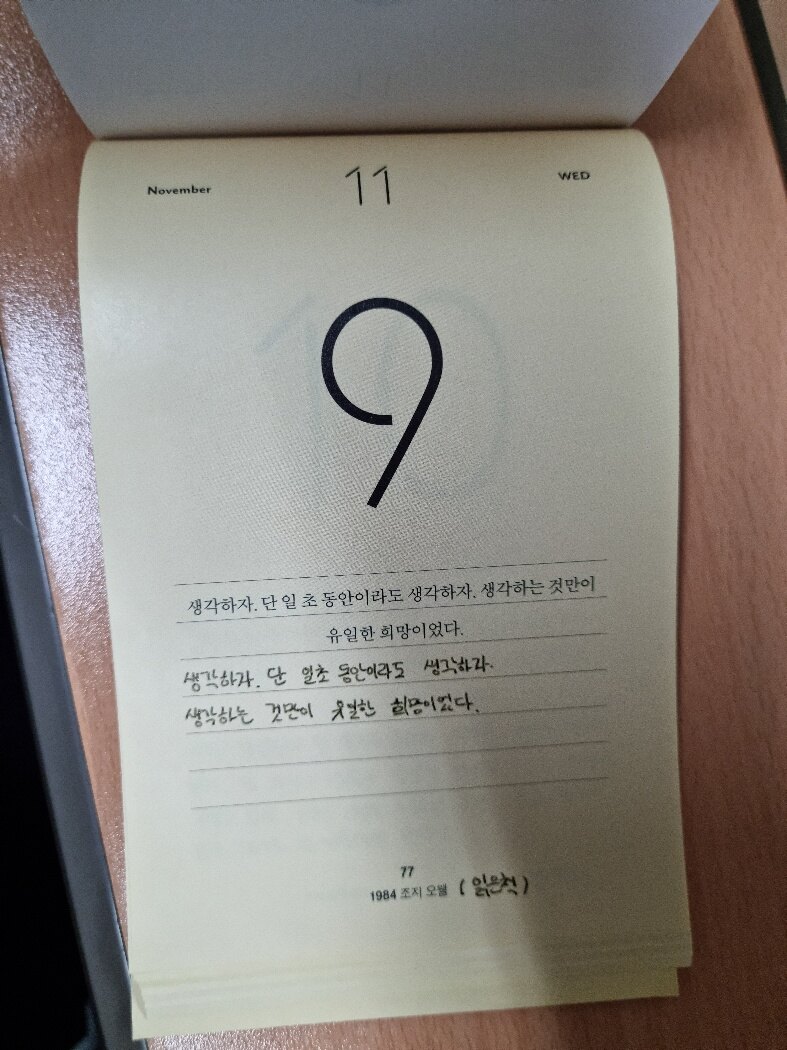 November 11 WED
9
생각하자. 단 일 초 동안이라도 생각하자. 생각하는 것만이
유일한 희망이었다.
생각하자. 단 일초 동안이라도 생각하자.
생각하는 것만이 유일한 희망이었다.
77
1984 조지 오웰 (읽은책)